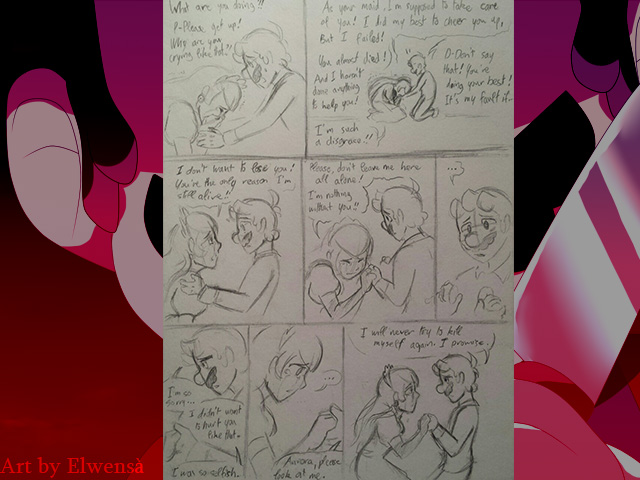 What are you doing?!
P-Please get up!
Why are you
crying like that?!
As your maid, I'm supposed to take care
of you! I did my best to cheer you up,
But I failed!
You almost died!
And I haven't
done anything
to help you!
I'm such
a disgrace!!
D-Don't say
that! You're
doing your best!
It's my fault if..
I don't want to lose you!
You're the only reason I'm
still alive!!
Please, don't leave me here
all alone!
I'm nothing
without you!!
...?
I'm so
sorry...
I didn't want
to hurt you
like that..
I was so selfish.
...
Aurora, please
look at me.
I will never try to kill
myself again. I promise.
Art by Elwensà